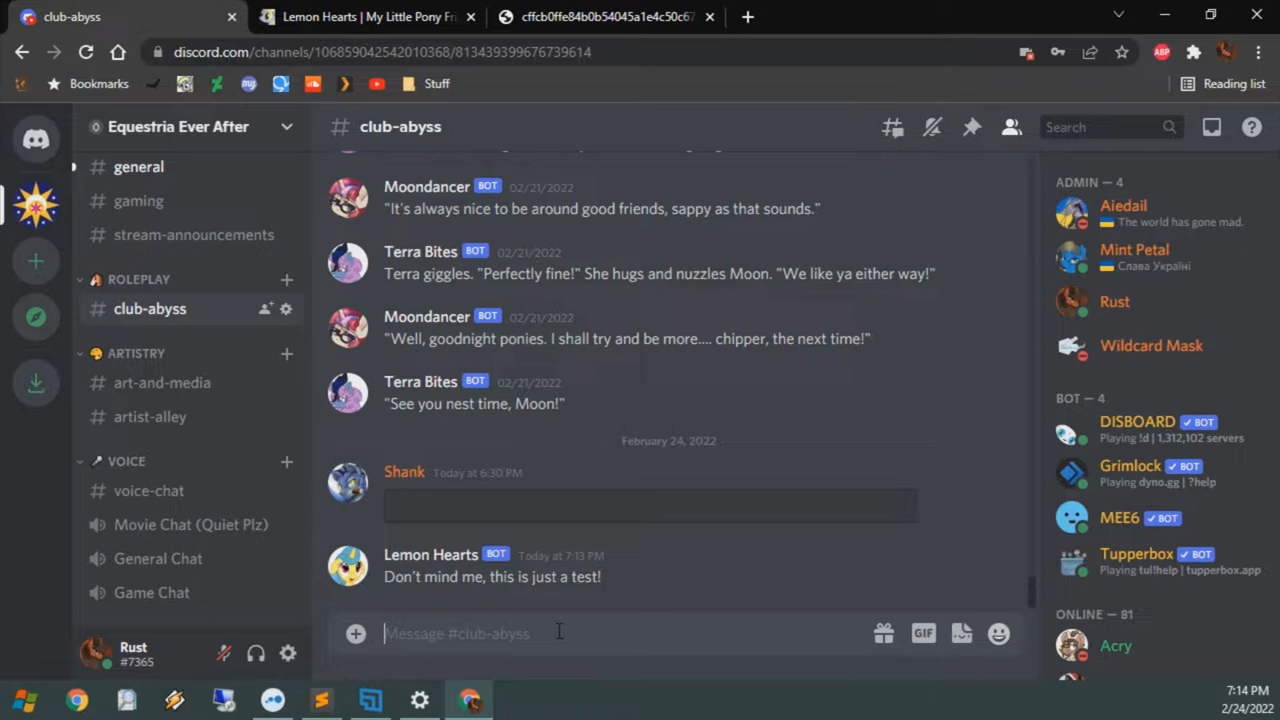 club-abyss
Lemon Hearts | My Little Pony Fr
cffcb0ffe84b0b54045a1e4c50c67
discord.com/channels/106859042542010368/813439399676739614
ABP
Bookmarks
my
Stuff
Reading list
Equestria Ever After
# club-abyss
Search
# general
# gaming
# stream-announcements
ROLEPLAY
# club-abyss
ARTISTRY
# art-and-media
# artist-alley
VOICE
# voice-chat
Movie Chat (Quiet Plz)
General Chat
Game Chat
Rust
#7365
Moondancer BOT 02/21/2022
"It's always nice to be around good friends, sappy as that sounds."
Terra Bites BOT 02/21/2022
Terra giggles. "Perfectly fine!" She hugs and nuzzles Moon. "We like ya either way!"
Moondancer BOT 02/21/2022
"Well, goodnight ponies. I shall try and be more.... chipper, the next time!"
Terra Bites BOT 02/21/2022
"See you nest time, Moon!"
February 24, 2022
Shank Today at 6:30 PM
Lemon Hearts BOT Today at 7:13 PM
Don't mind me, this is just a test!
Message #club-abyss
GIF
ADMIN — 4
Aiedail
The world has gone mad.
Mint Petal
Слава Україні
Rust
Wildcard Mask
BOT — 4
DISBOARD ✓ BOT
Playing !d | 1,312,102 servers
Grimlock ✓ BOT
Playing dyno.gg | ?help
MEE6 ✓ BOT
Tupperbox ✓ BOT
Playing tul!help | tupperbox.app
ONLINE — 81
Acry
7:14 PM
2/24/2022